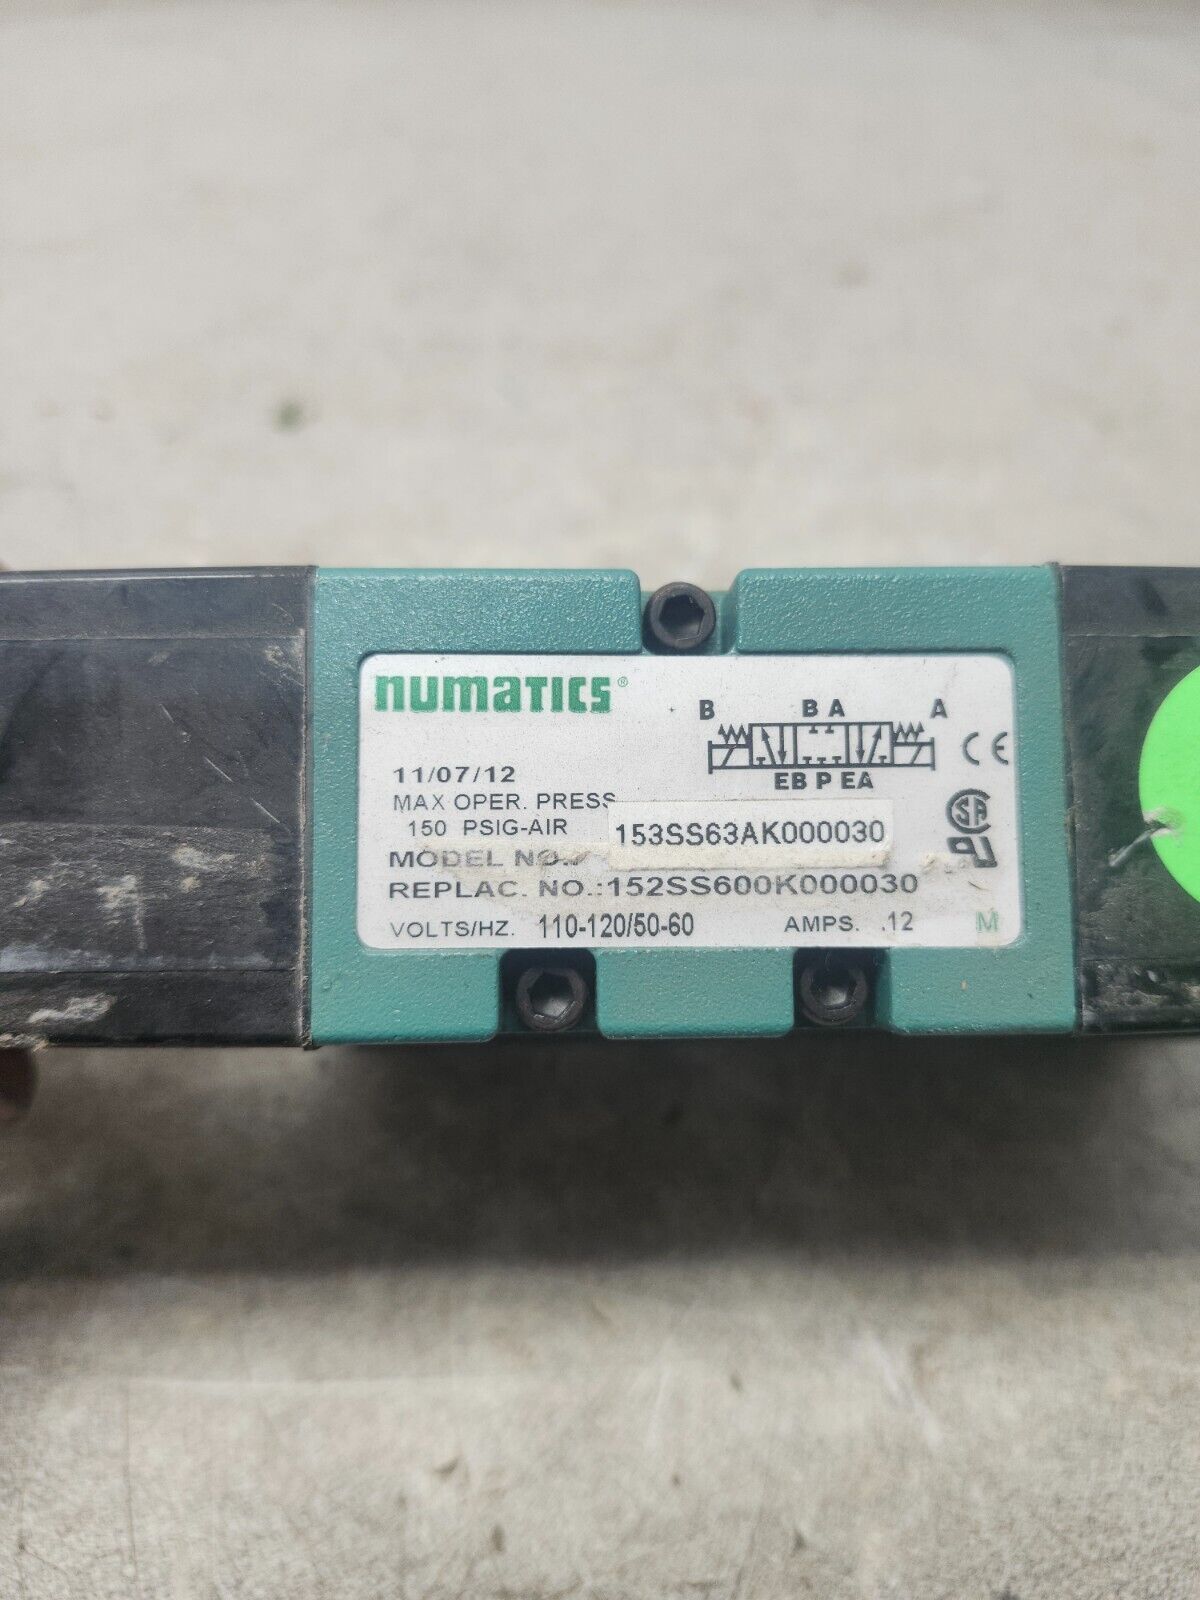 numatics®
B B A A
EB P EA
CE
11/07/12
MAX OPER. PRESS
150 PSIG-AIR
153SS63AK000030
MODEL NO.:
REPLAC. NO.:152SS600K000030
VOLTS/HZ. 110-120/50-60 AMPS. .12 M
SA